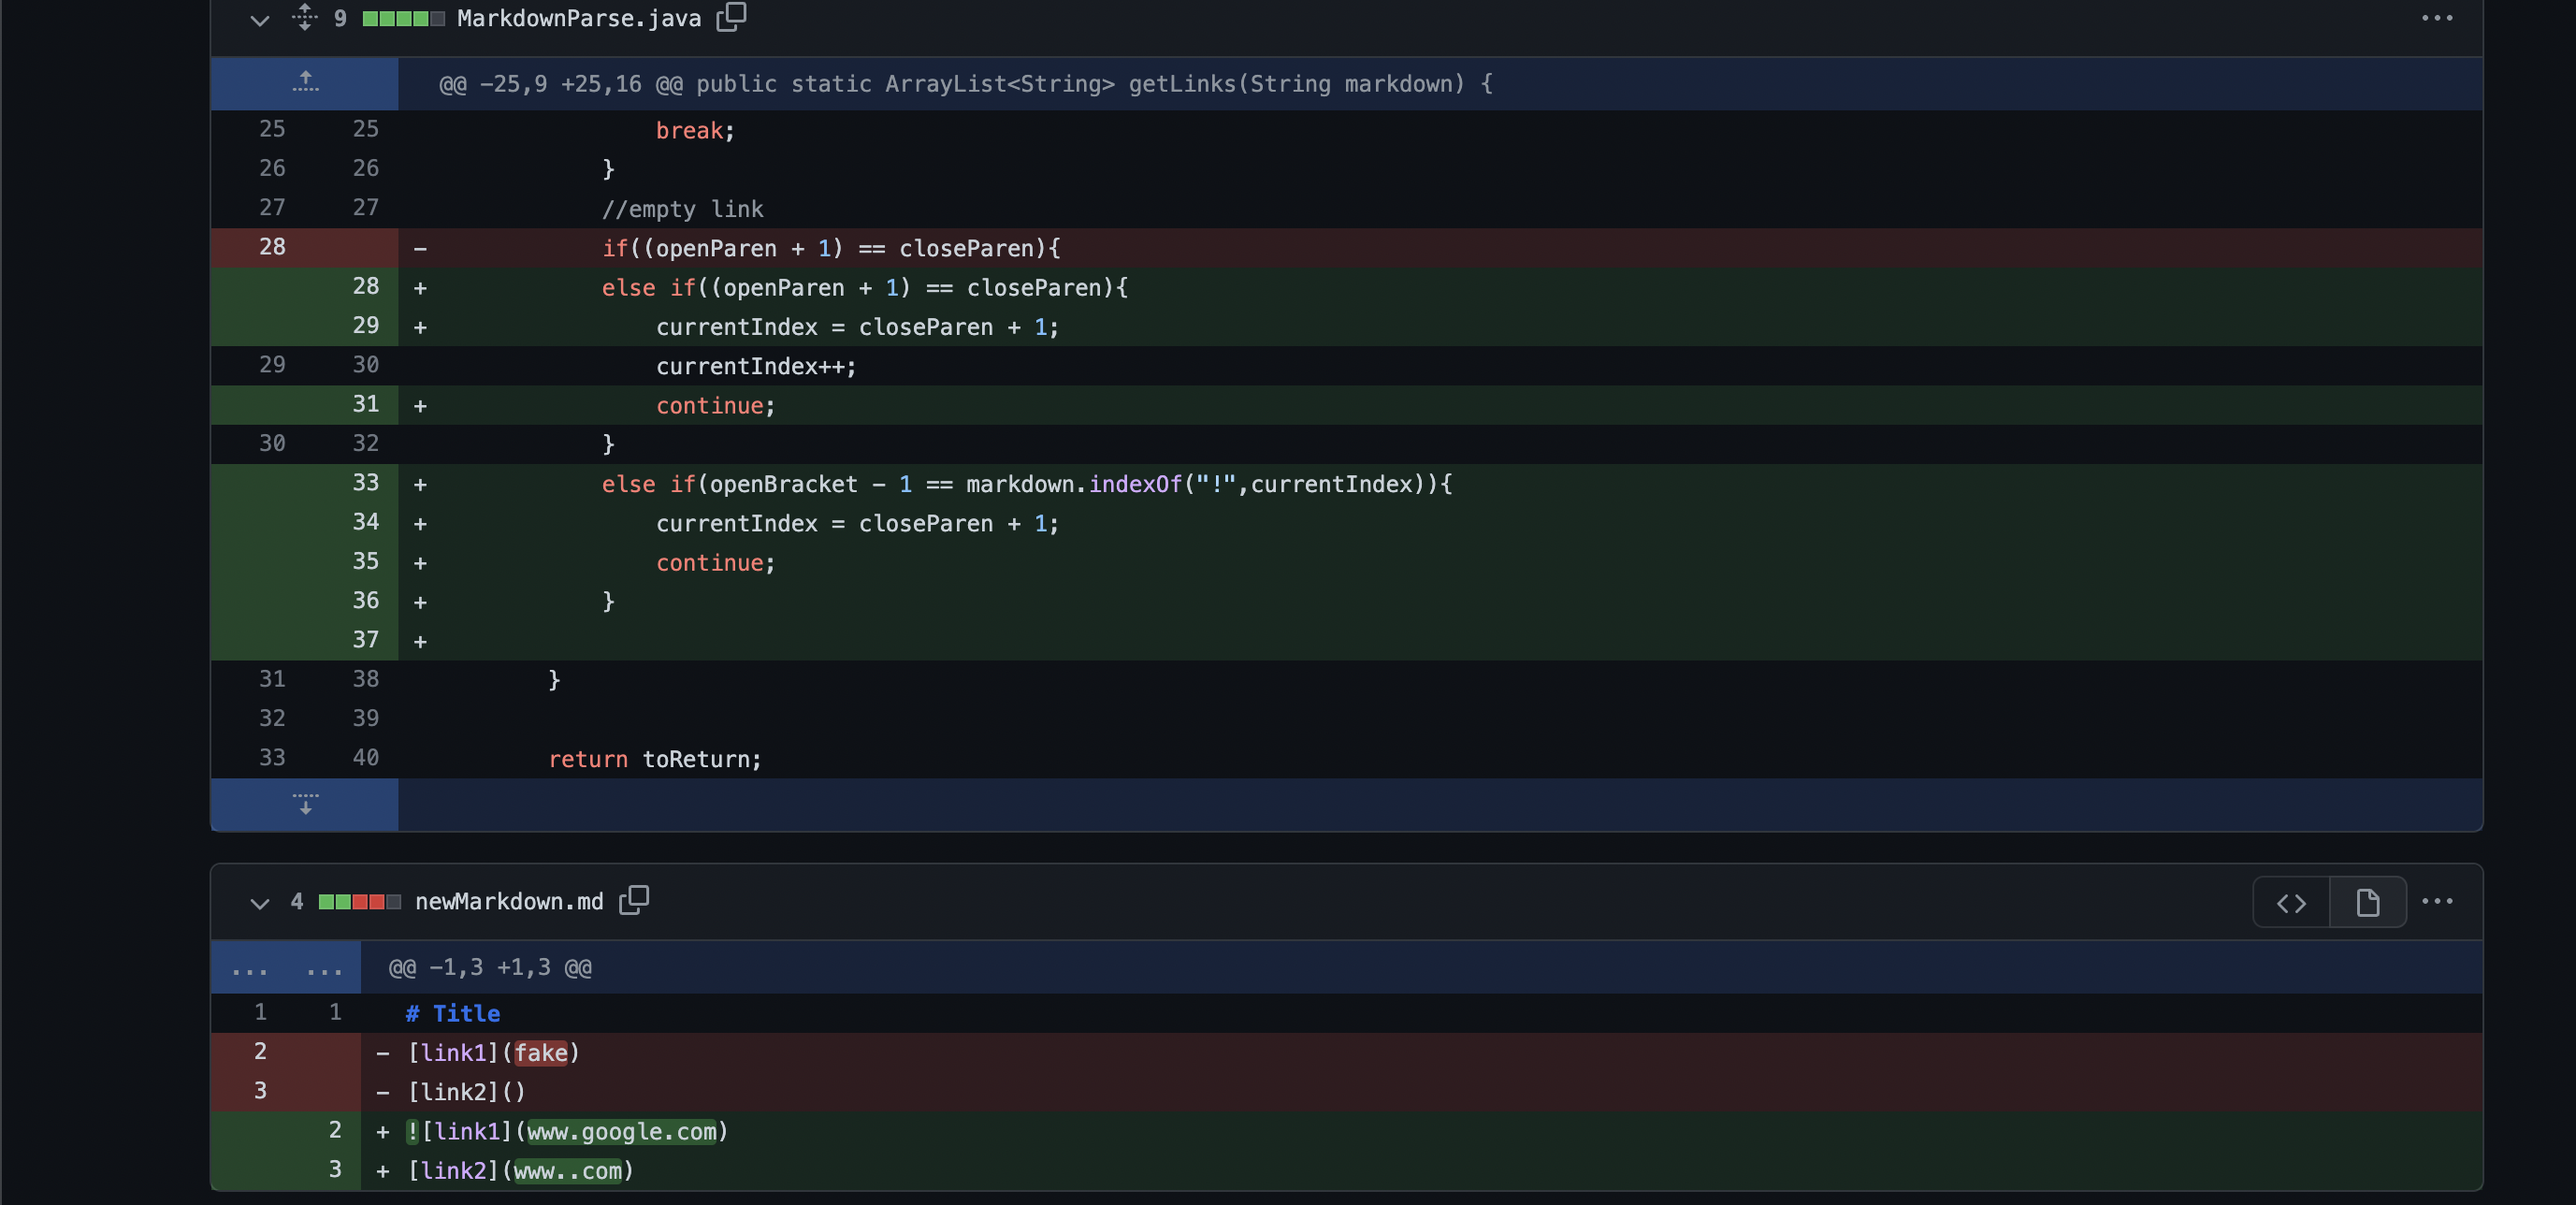 9 MarkdownParse.java
@@ -25,9 +25,16 @@ public static ArrayList<String> getLinks(String markdown) {
25 25 break;
26 26 }
27 27 //empty link
28 - if((openParen + 1) == closeParen){
28 + else if((openParen + 1) == closeParen){
29 + currentIndex = closeParen + 1;
29 30 currentIndex++;
31 + continue;
30 32 }
33 + else if(openBracket - 1 == markdown.indexOf("!",currentIndex)){
34 + currentIndex = closeParen + 1;
35 + continue;
36 + }
37 +
31 38 }
32 39
33 40 return toReturn;
4 newMarkdown.md
... ... @@ -1,3 +1,3 @@
1 1 # Title
2 - [link1](fake)
3 - [link2]()
2 + ![link1](www.google.com)
3 + [link2](www..com)